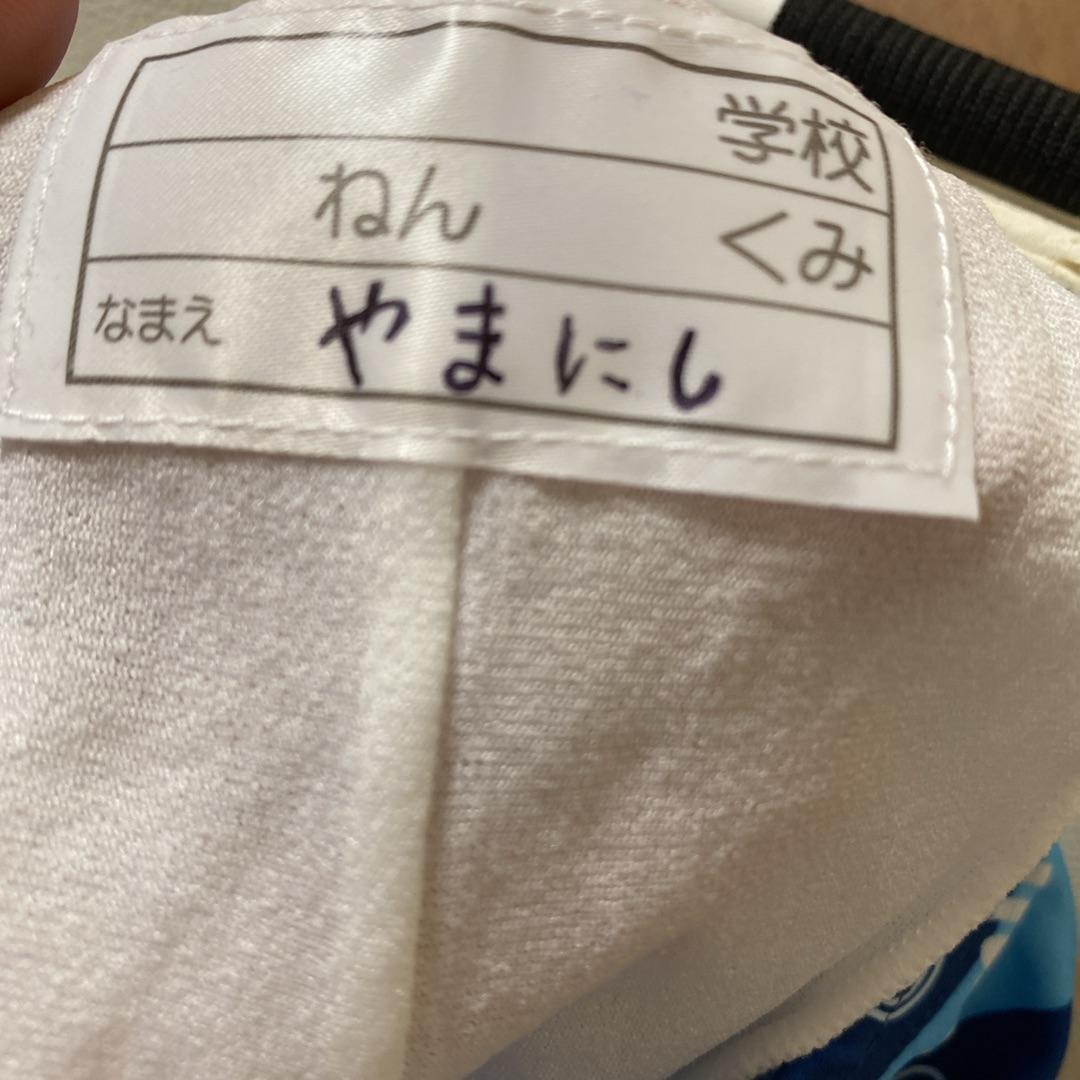 学校
ねん くみ
なまえ やまにし